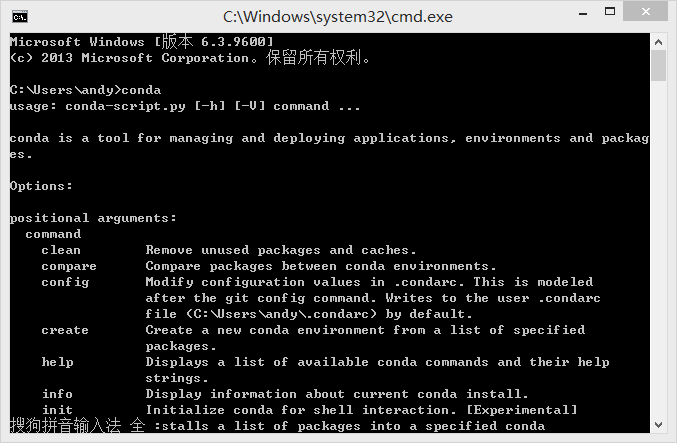 C:\Windows\system32\cmd.exe
Microsoft Windows [版本 6.3.9600]
(c) 2013 Microsoft Corporation。保留所有权利。
C:\Users\andy>conda
usage: conda-script.py [-h] [-V] command ...
conda is a tool for managing and deploying applications, environments and packag
es.
Options:
positional arguments:
command
clean Remove unused packages and caches.
compare Compare packages between conda environments.
config Modify configuration values in .condarc. This is modeled
after the git config command. Writes to the user .condarc
file (C:\Users\andy\.condarc) by default.
create Create a new conda environment from a list of specified
packages.
help Displays a list of available conda commands and their help
strings.
info Display information about current conda install.
init Initialize conda for shell interaction. [Experimental]
搜狗拼音输入法 全 :stalls a list of packages into a specified conda